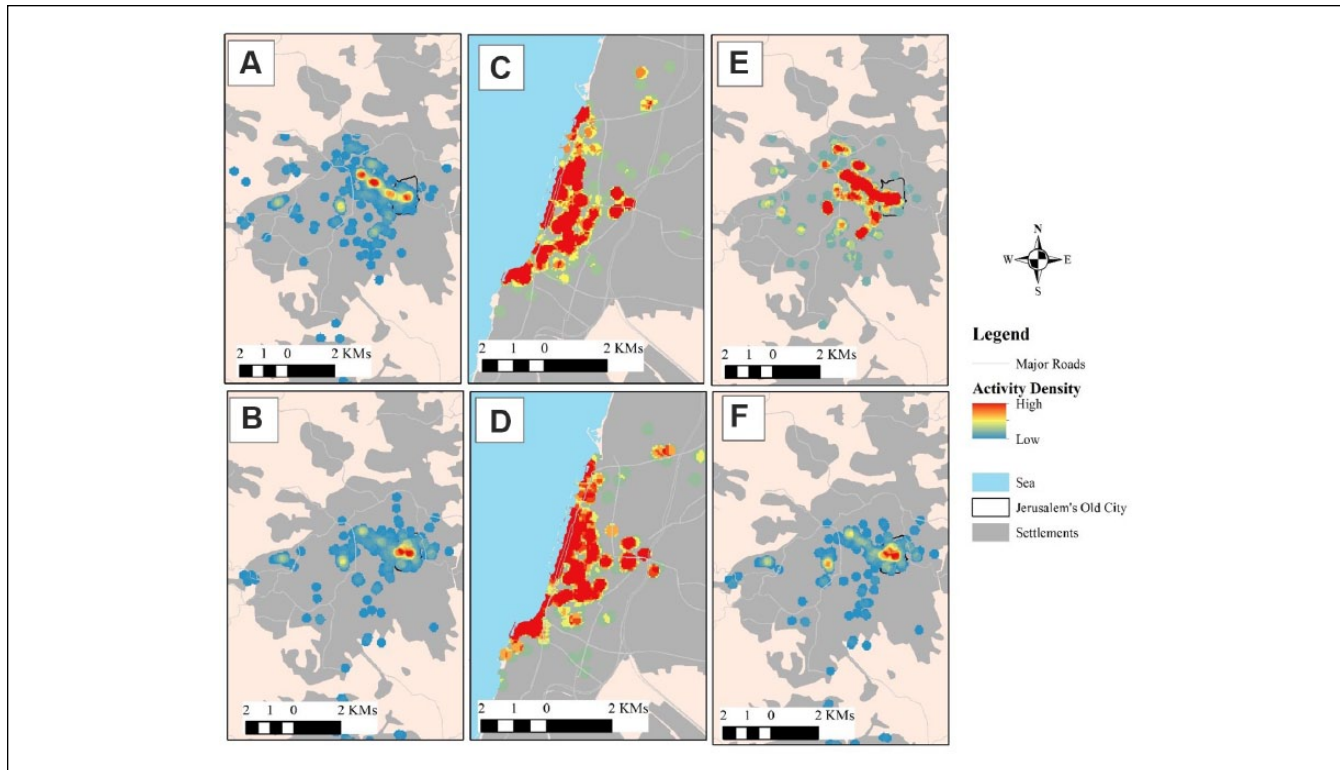 A
C
E
2 1 0 2 KMs
2 1 0 2 KMs
2 1 0 2 KMs
B
D
F
2 1 0 2 KMs
2 1 0 2 KMs
2 1 0 2 KMs
N
W E
S
Legend
Major Roads
Activity Density
High
Low
Sea
Jerusalem's Old City
Settlements